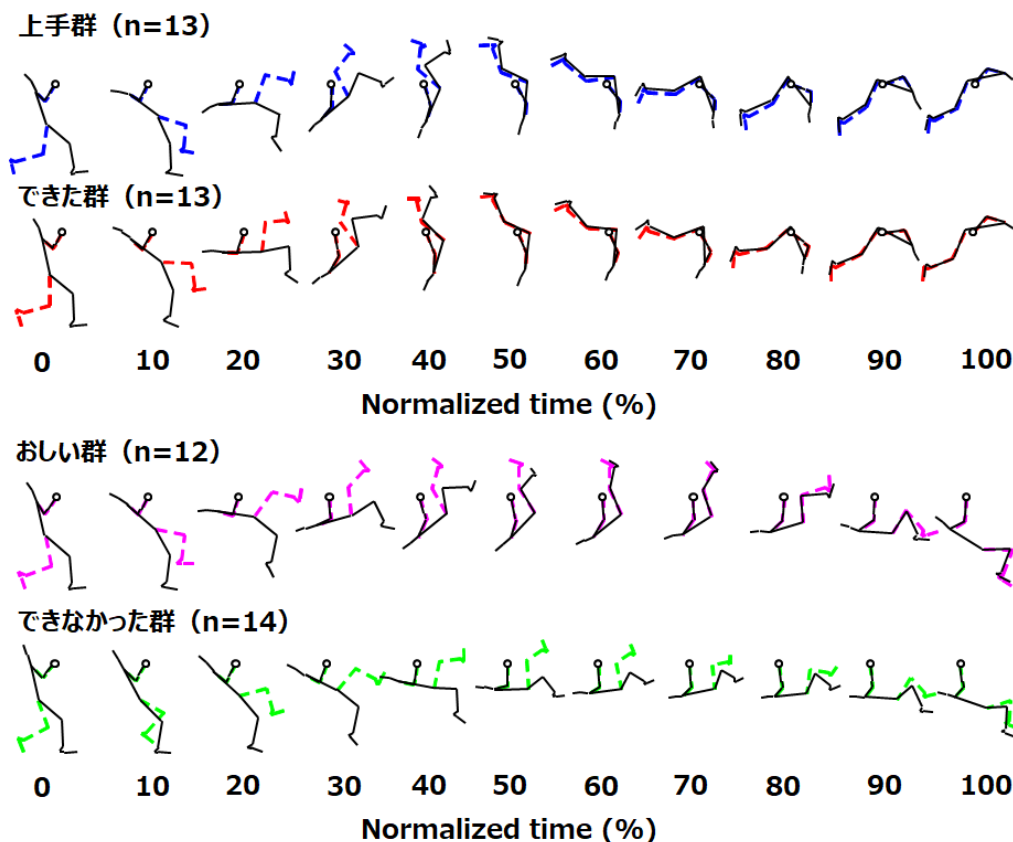 上手群（n=13）
できた群（n=13）
0 10 20 30 40 50 60 70 80 90 100
Normalized time (%)
おしい群（n=12）
できなかった群（n=14）
0 10 20 30 40 50 60 70 80 90 100
Normalized time (%)